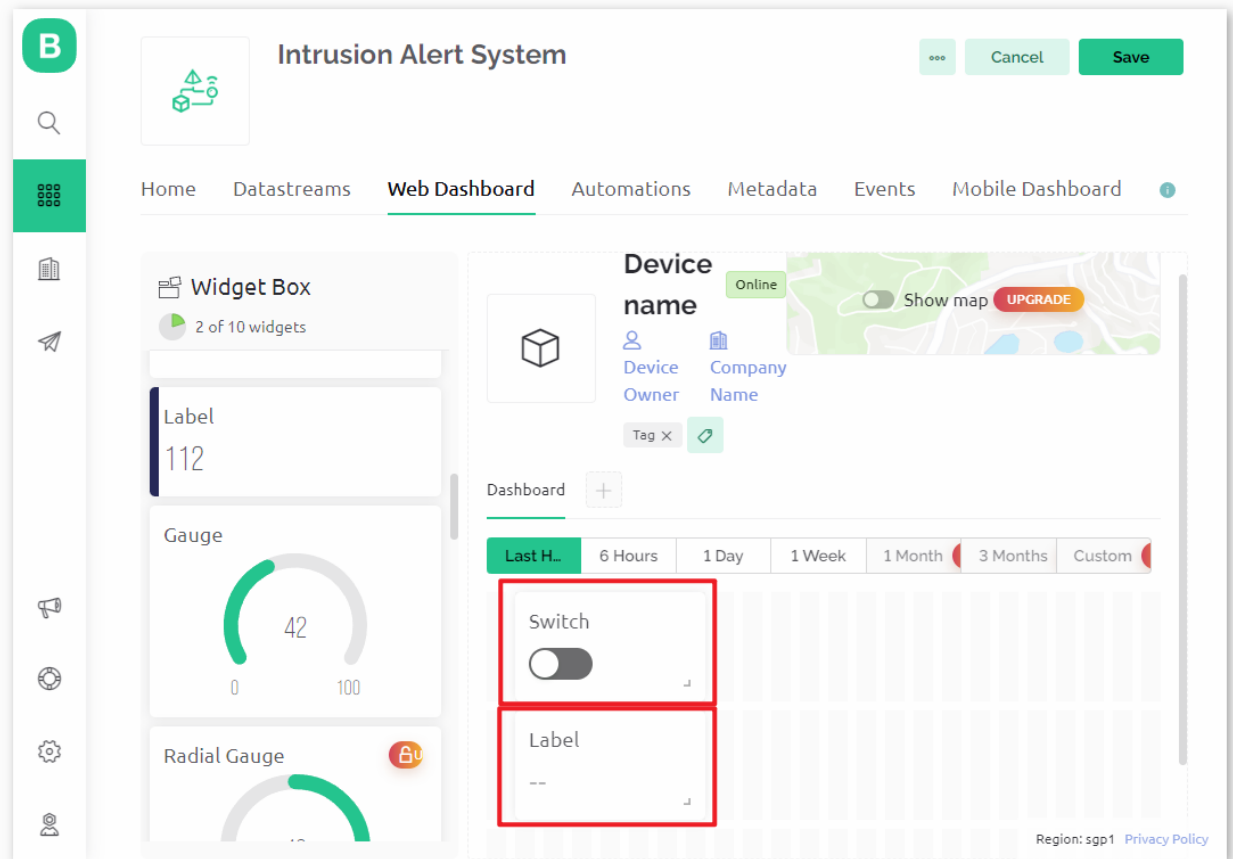 B
Intrusion Alert System
Cancel
Save
Home Datastreams Web Dashboard Automations Metadata Events Mobile Dashboard
Widget Box
2 of 10 widgets
Label
112
Gauge
42
0 100
Radial Gauge
Device name
Online
Show map UPGRADE
Device Owner
Company Name
Tag
Dashboard
Last H... 6 Hours 1 Day 1 Week 1 Month 3 Months Custom
Switch
Label
--
Region: sgp1 Privacy Policy